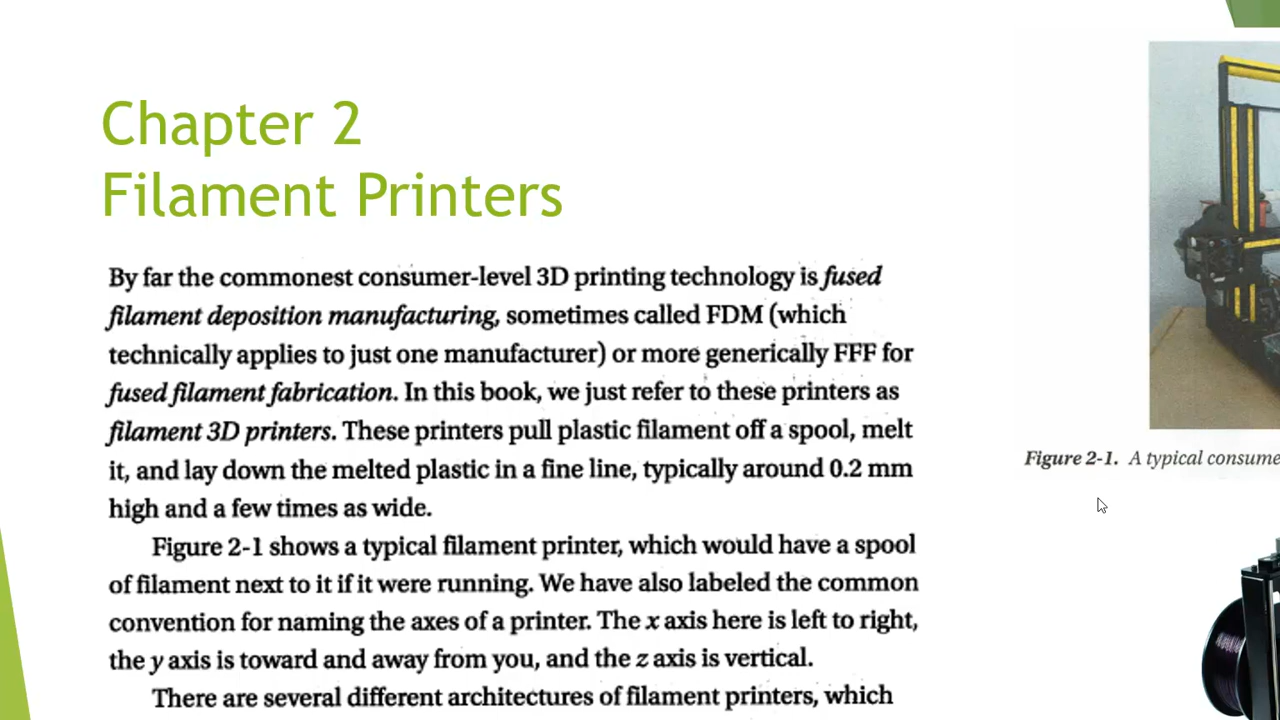 Chapter 2
Filament Printers
By far the commonest consumer-level 3D printing technology is fused
filament deposition manufacturing, sometimes called FDM (which
technically applies to just one manufacturer) or more generically FFF for
fused filament fabrication. In this book, we just refer to these printers as
filament 3D printers. These printers pull plastic filament off a spool, melt
it, and lay down the melted plastic in a fine line, typically around 0.2 mm
high and a few times as wide.
Figure 2-1 shows a typical filament printer, which would have a spool
of filament next to it if it were running. We have also labeled the common
convention for naming the axes of a printer. The x axis here is left to right,
the y axis is toward and away from you, and the z axis is vertical.
There are several different architectures of filament printers, which
Figure 2-1. A typical consume